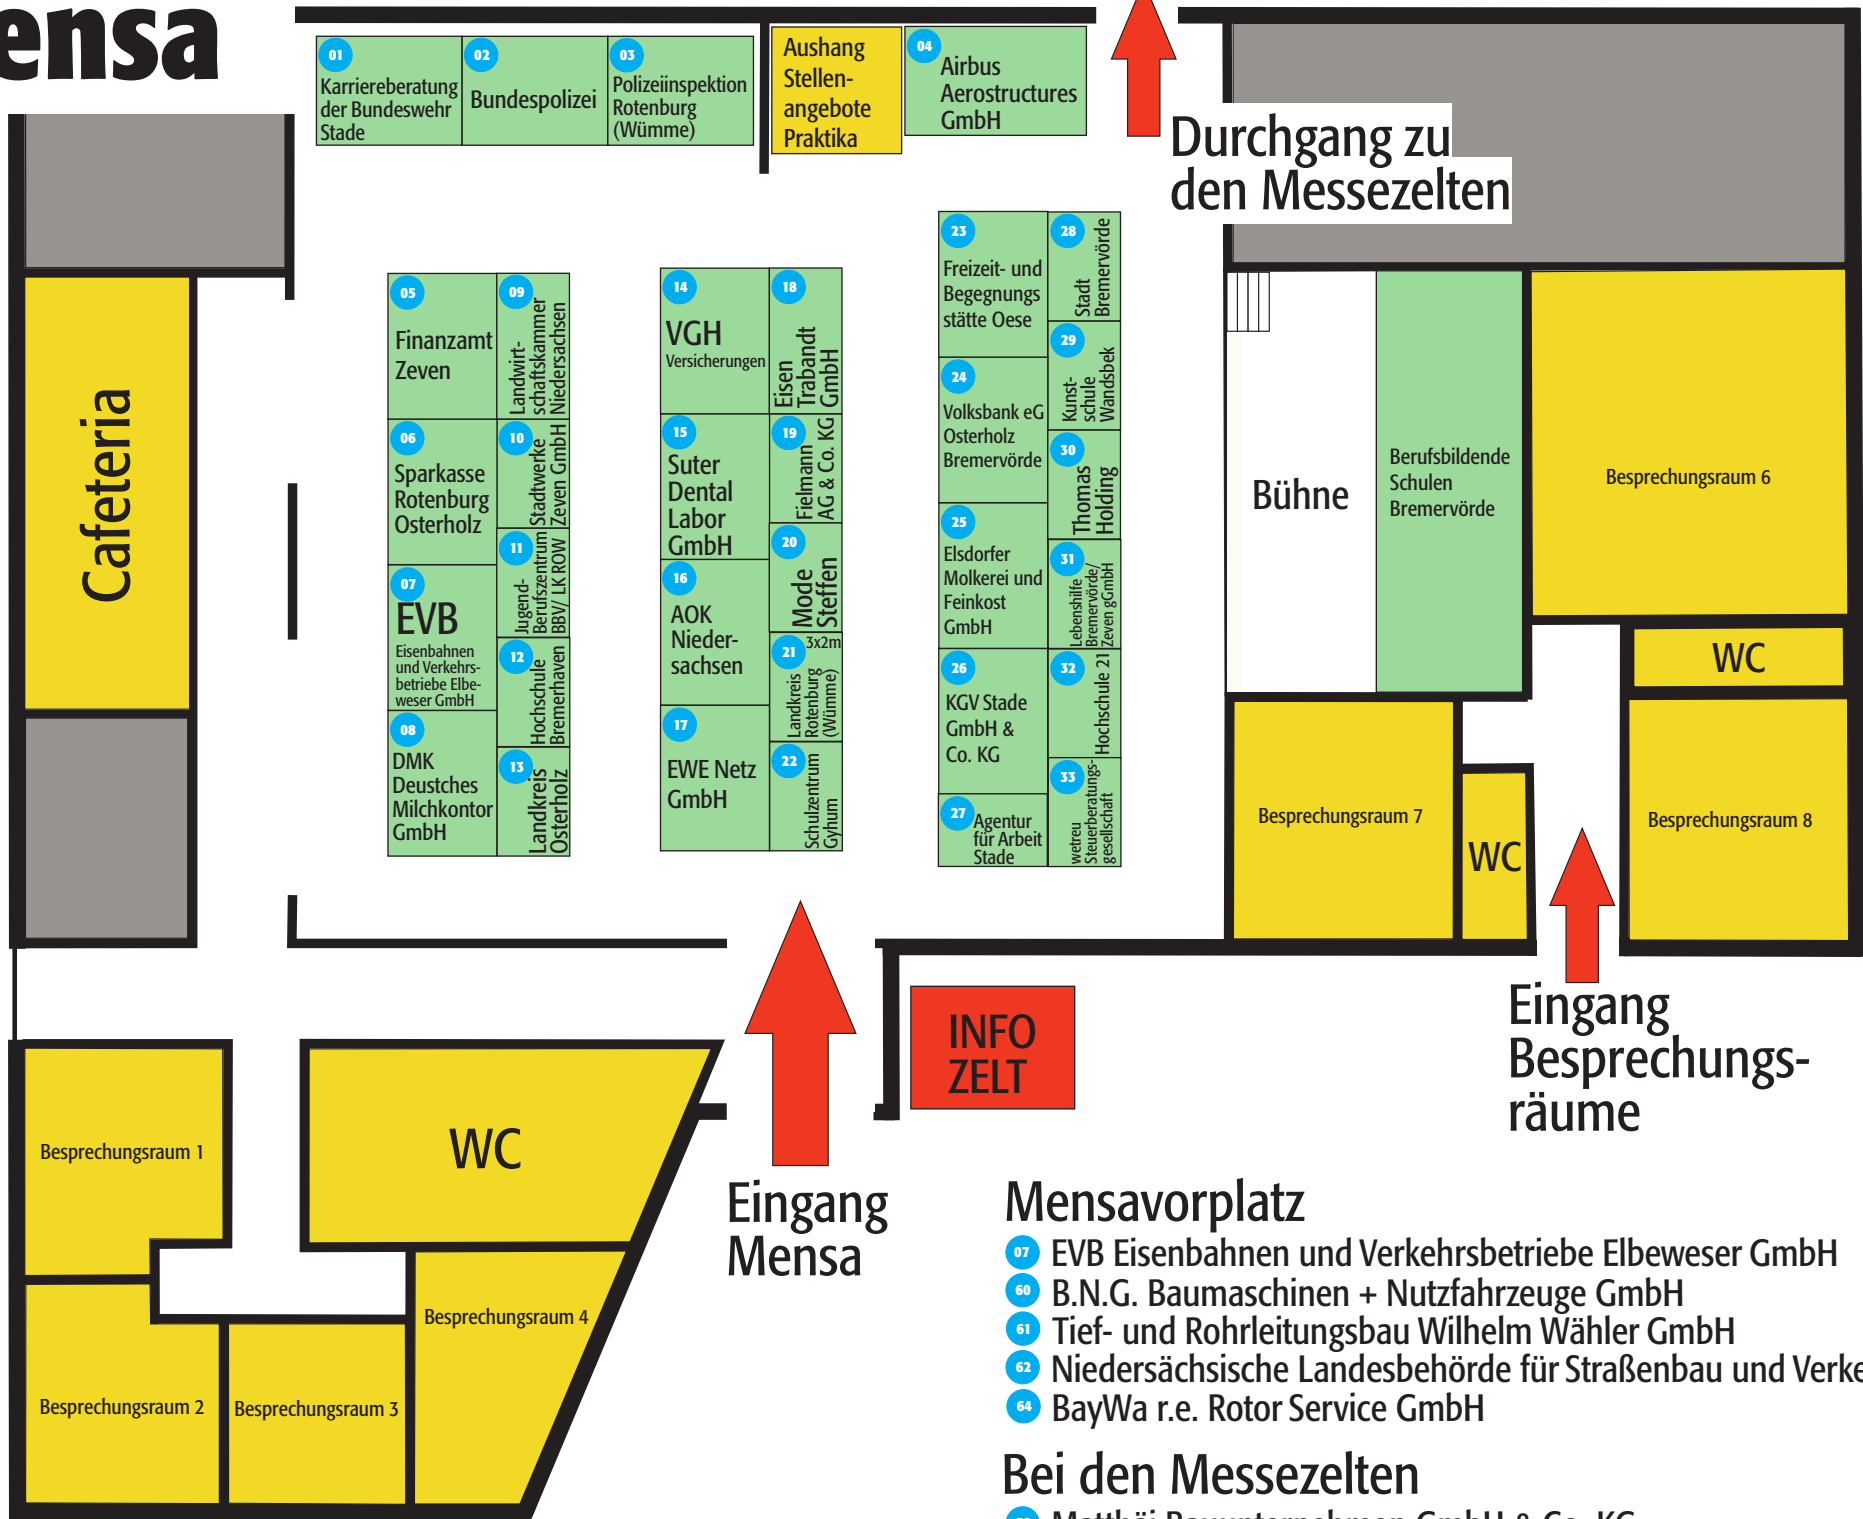 ensa
01
Karriereberatung
der Bundeswehr
Stade
02
Bundespolizei
03
Polizeiinspektion
Rotenburg
(Wümme)
Aushang
Stellen-
angebote
Praktika
04
Airbus
Aerostructures
GmbH
Durchgang zu
den Messezelten
Cafeteria
05
Finanzamt
Zeven
06
Sparkasse
Rotenburg
Osterholz
07
EVB
Eisenbahnen
und Verkehrs-
betriebe Elbe-
weser GmbH
08
DMK
Deustches
Milchkontor
GmbH
09
Landwirt-
schaftskammer
Niedersachsen
10
Stadtwerke
Zeven GmbH
11
Jugend-
Berufszentrum
BBV/ LK ROW
12
Hochschule
Bremerhaven
13
Landkreis
Osterholz
14
VGH
Versicherungen
15
Suter
Dental
Labor
GmbH
16
AOK
Nieder-
sachsen
17
EWE Netz
GmbH
18
Eisen
Trabandt
GmbH
19
Fielmann
AG & Co. KG
20
Mode
Steffen
21
3x2m
Landkreis
Rotenburg
(Wümme)
22
Schulzentrum
Gyhum
23
Freizeit- und
Begegnungs
stätte Oese
24
Volksbank eG
Osterholz
Bremervörde
25
Elsdorfer
Molkerei und
Feinkost
GmbH
26
KGV Stade
GmbH &
Co. KG
27
Agentur
für Arbeit
Stade
28
Stadt
Bremervörde
29
Kunst-
schule
Wandsbek
30
Thomas
Holding
31
Lebenshilfe
Bremervörde/
Zeven gGmbH
32
Hochschule 21
33
wetreu
Steuerberatungs-
gesellschaft
Bühne
Berufsbildende
Schulen
Bremervörde
Besprechungsraum 6
WC
Besprechungsraum 7
WC
Besprechungsraum 8
Eingang
Besprechungs-
räume
INFO
ZELT
Eingang
Mensa
Besprechungsraum 1
WC
Besprechungsraum 2
Besprechungsraum 3
Besprechungsraum 4
Mensavorplatz
07 EVB Eisenbahnen und Verkehrsbetriebe Elbeweser GmbH
60 B.N.G. Baumaschinen + Nutzfahrzeuge GmbH
61 Tief- und Rohrleitungsbau Wilhelm Wähler GmbH
62 Niedersächsische Landesbehörde für Straßenbau und Verke
64 BayWa r.e. Rotor Service GmbH
Bei den Messezelten
Matthäi Bauunternehmen GmbH & Co. KG